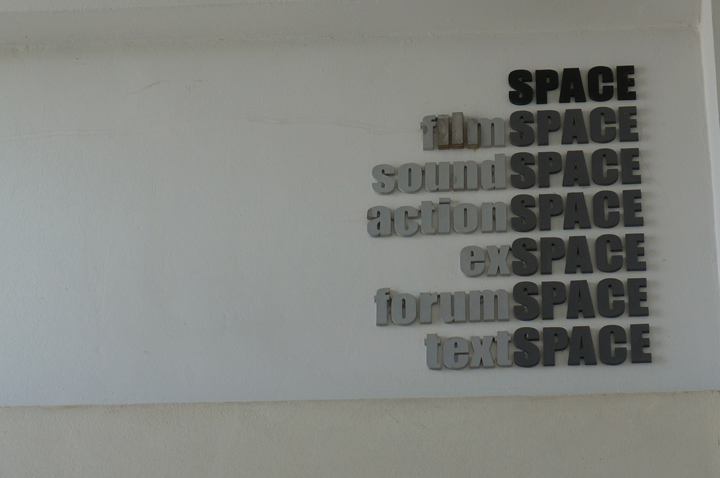 SPACE
filmSPACE
soundSPACE
actionSPACE
exSPACE
forumSPACE
textSPACE